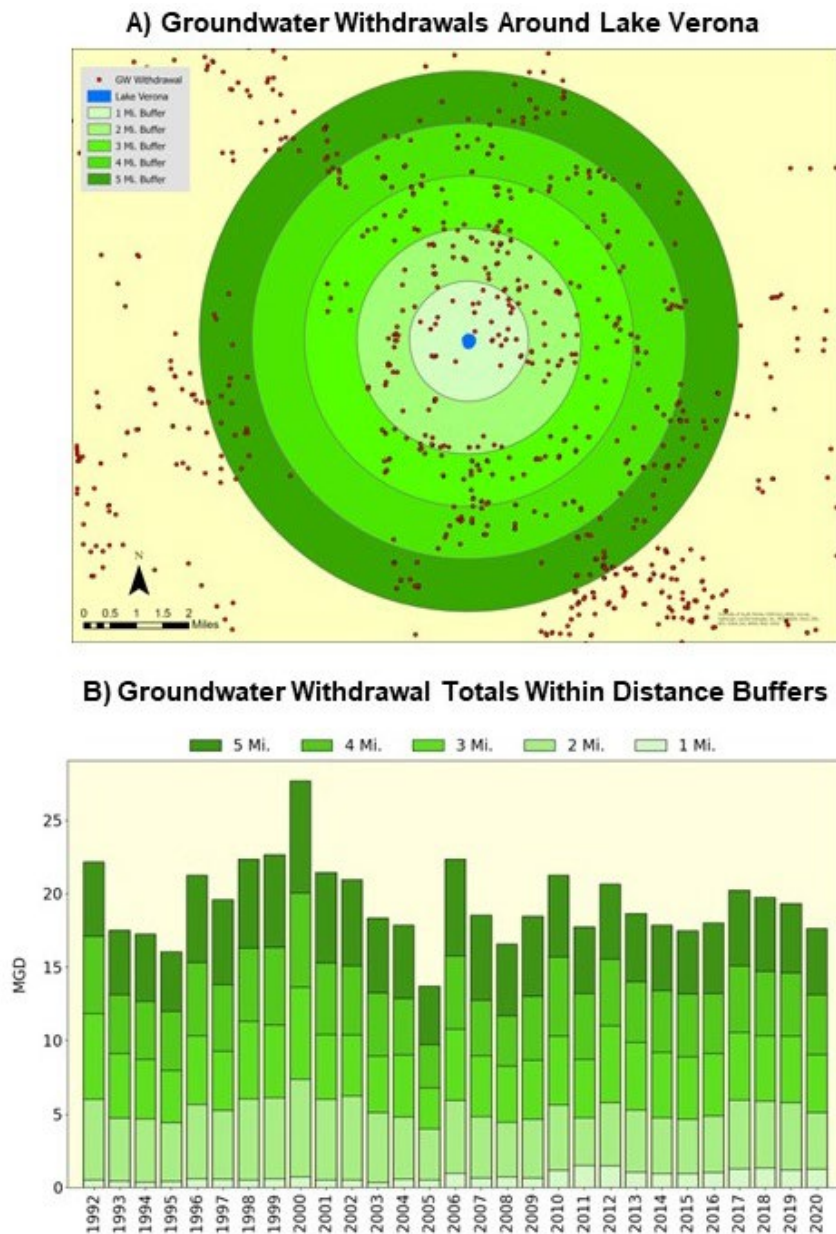 A) Groundwater Withdrawals Around Lake Verona
GW Withdrawal
Lake Verona
1 Mi. Buffer
2 Mi. Buffer
3 Mi. Buffer
4 Mi. Buffer
5 Mi. Buffer
N
0 0.5 1 1.5 2
Miles
B) Groundwater Withdrawal Totals Within Distance Buffers
5 Mi. 4 Mi. 3 Mi. 2 Mi. 1 Mi.
25
20
15
10
5
0
MGD
1992 1993 1994 1995 1996 1997 1998 1999 2000 2001 2002 2003 2004 2005 2006 2007 2008 2009 2010 2011 2012 2013 2014 2015 2016 2017 2018 2019 2020